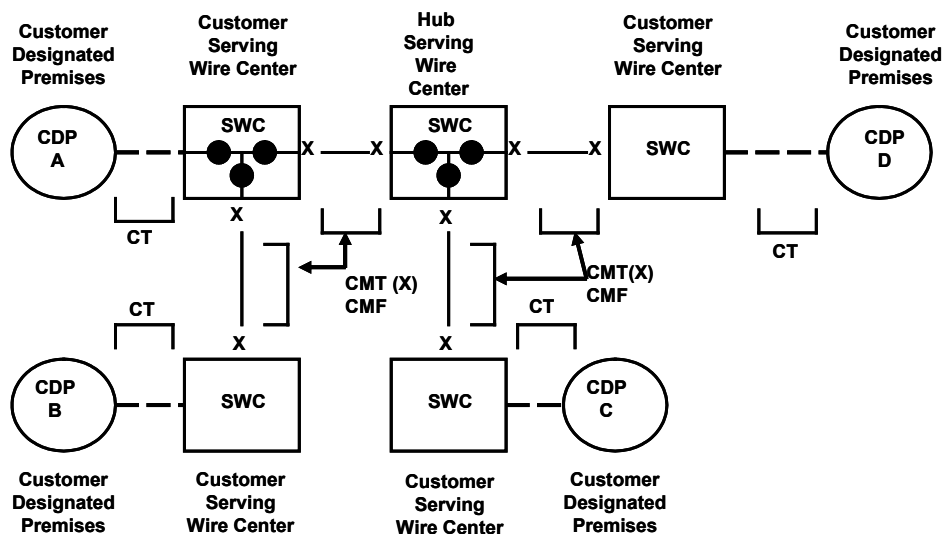 Customer
Designated
Premises
Customer
Serving
Wire Center
Hub
Serving
Wire
Center
Customer
Serving
Wire Center
Customer
Designated
Premises
CDP
A
SWC
X
X
SWC
X
X
SWC
CDP
D
CT
X
X
CT
CMT (X)
CMF
CMT(X)
CMF
CT
CT
X
X
CDP
B
SWC
SWC
CDP
C
Customer
Designated
Premises
Customer
Serving
Wire Center
Customer
Serving
Wire Center
Customer
Designated
Premises